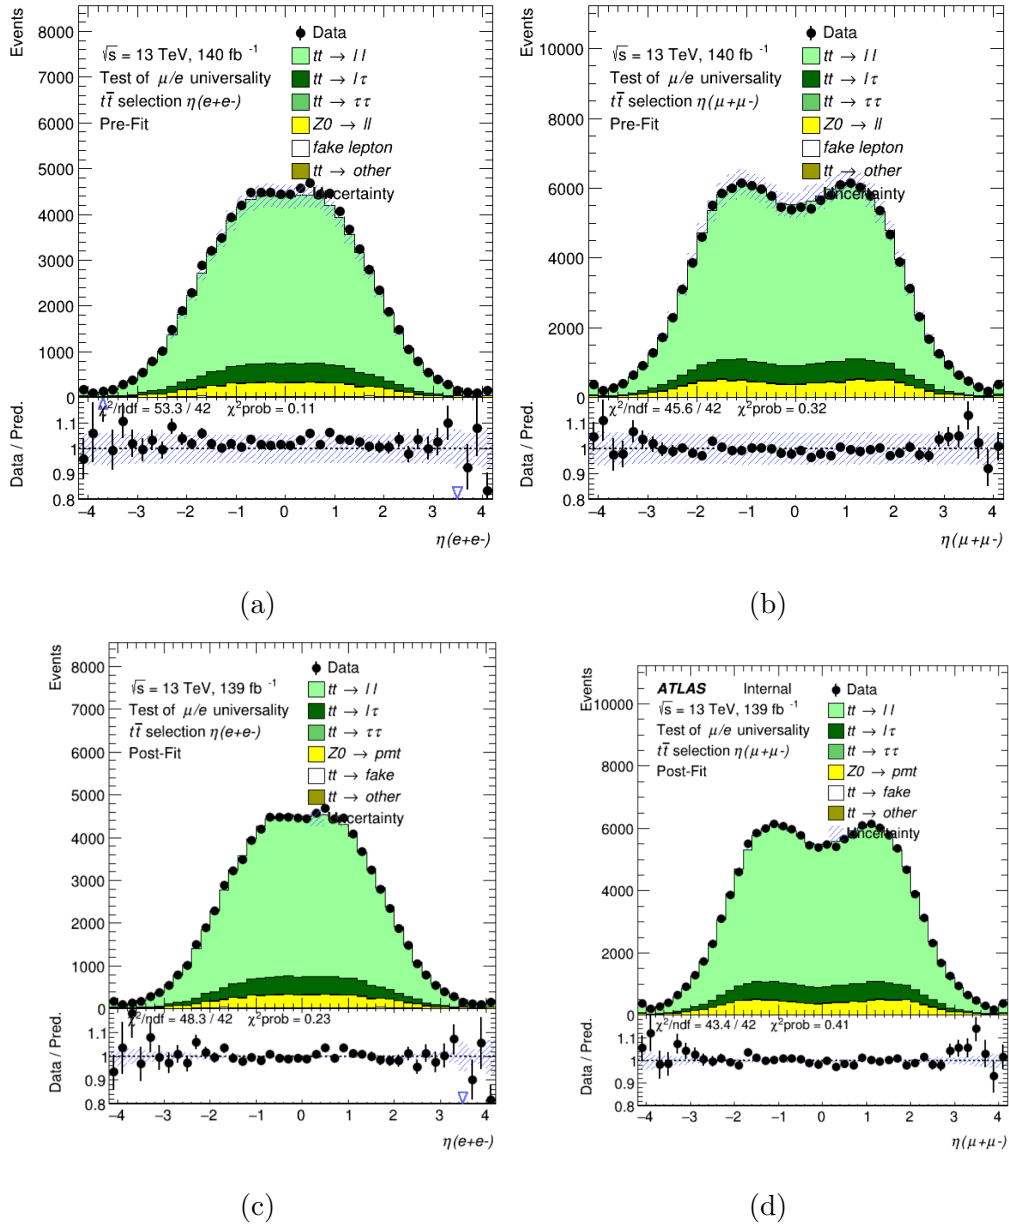 Events
8000
7000
6000
5000
4000
3000
2000
1000
0
√s = 13 TeV, 140 fb -1
Test of μ/e universality
tt̅ selection η(e+e-)
Pre-Fit
Data
tt → l l
tt → l τ
tt → τ τ
Z0 → ll
fake lepton
tt → other
Uncertainty
χ²/ndf = 53.3 / 42 χ²prob = 0.11
Data / Pred.
1.1
1
0.9
0.8
−4 −3 −2 −1 0 1 2 3 4
η(e+e-)
(a)
Events
10000
8000
6000
4000
2000
0
√s = 13 TeV, 140 fb -1
Test of μ/e universality
tt̅ selection η(μ+μ-)
Pre-Fit
Data
tt → l l
tt → l τ
tt → τ τ
Z0 → ll
fake lepton
tt → other
Uncertainty
χ²/ndf = 45.6 / 42 χ²prob = 0.32
Data / Pred.
1.1
1
0.9
0.8
−4 −3 −2 −1 0 1 2 3 4
η(μ+μ-)
(b)
Events
8000
7000
6000
5000
4000
3000
2000
1000
0
√s = 13 TeV, 139 fb -1
Test of μ/e universality
tt̅ selection η(e+e-)
Post-Fit
Data
tt → l l
tt → l τ
tt → τ τ
Z0 → pmt
tt → fake
tt → other
Uncertainty
χ²/ndf = 48.3 / 42 χ²prob = 0.23
Data / Pred.
1.1
1
0.9
0.8
−4 −3 −2 −1 0 1 2 3 4
η(e+e-)
(c)
Events
10000
8000
6000
4000
2000
0
ATLAS Internal
√s = 13 TeV, 139 fb -1
Test of μ/e universality
tt̅ selection η(μ+μ-)
Post-Fit
Data
tt → l l
tt → l τ
tt → τ τ
Z0 → pmt
tt → fake
tt → other
Uncertainty
χ²/ndf = 43.4 / 42 χ²prob = 0.41
Data / Pred.
1.1
1
0.9
0.8
−4 −3 −2 −1 0 1 2 3 4
η(μ+μ-)
(d)